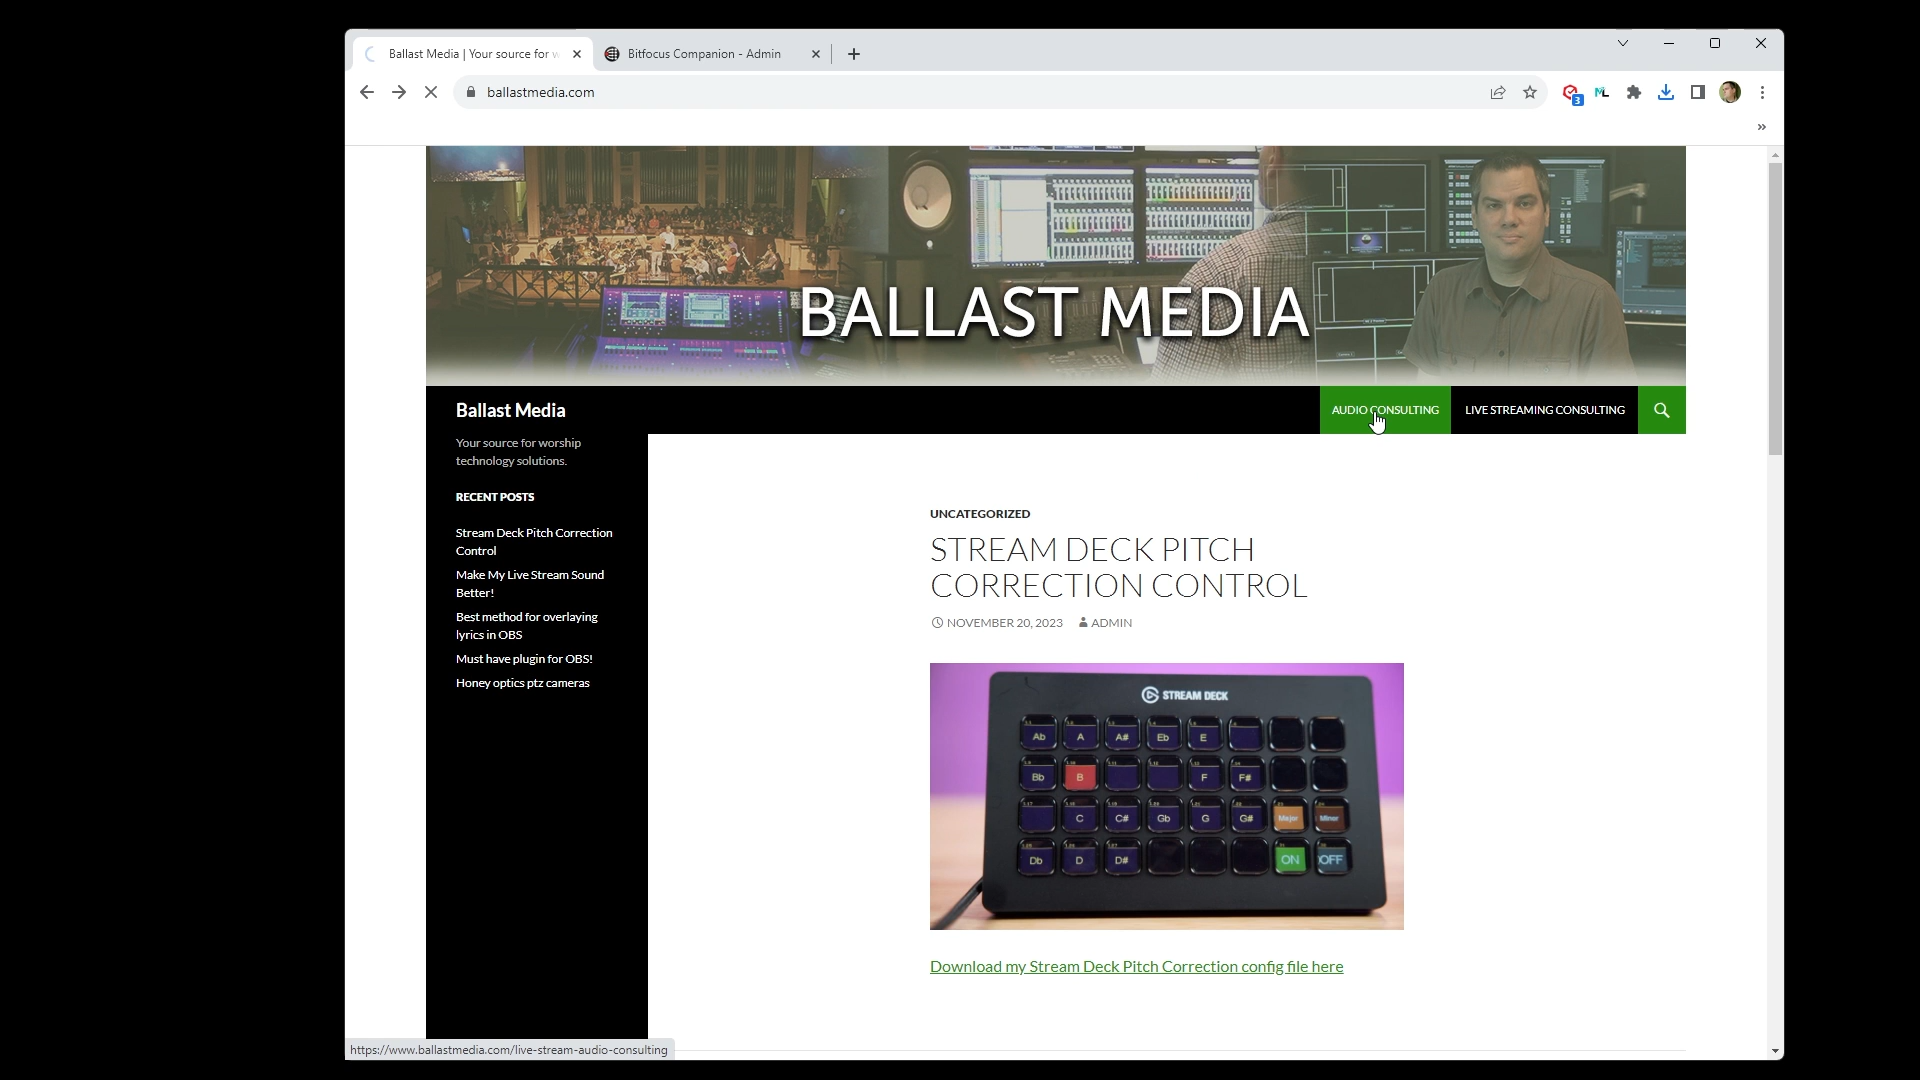 Ballast Media | Your source for w
Bitfocus Companion - Admin
ballastmedia.com
3
BALLAST MEDIA
Ballast Media
AUDIO CONSULTING
LIVE STREAMING CONSULTING
Your source for worship
technology solutions.
RECENT POSTS
Stream Deck Pitch Correction
Control
Make My Live Stream Sound
Better!
Best method for overlaying
lyrics in OBS
Must have plugin for OBS!
Honey optics ptz cameras
UNCATEGORIZED
STREAM DECK PITCH
CORRECTION CONTROL
NOVEMBER 20, 2023 ADMIN
STREAM DECK
Ab A A# Eb E
Bb B F F#
C C# Gb G G# Major Minor
Db D D# ON OFF
Download my Stream Deck Pitch Correction config file here
https://www.ballastmedia.com/live-stream-audio-consulting